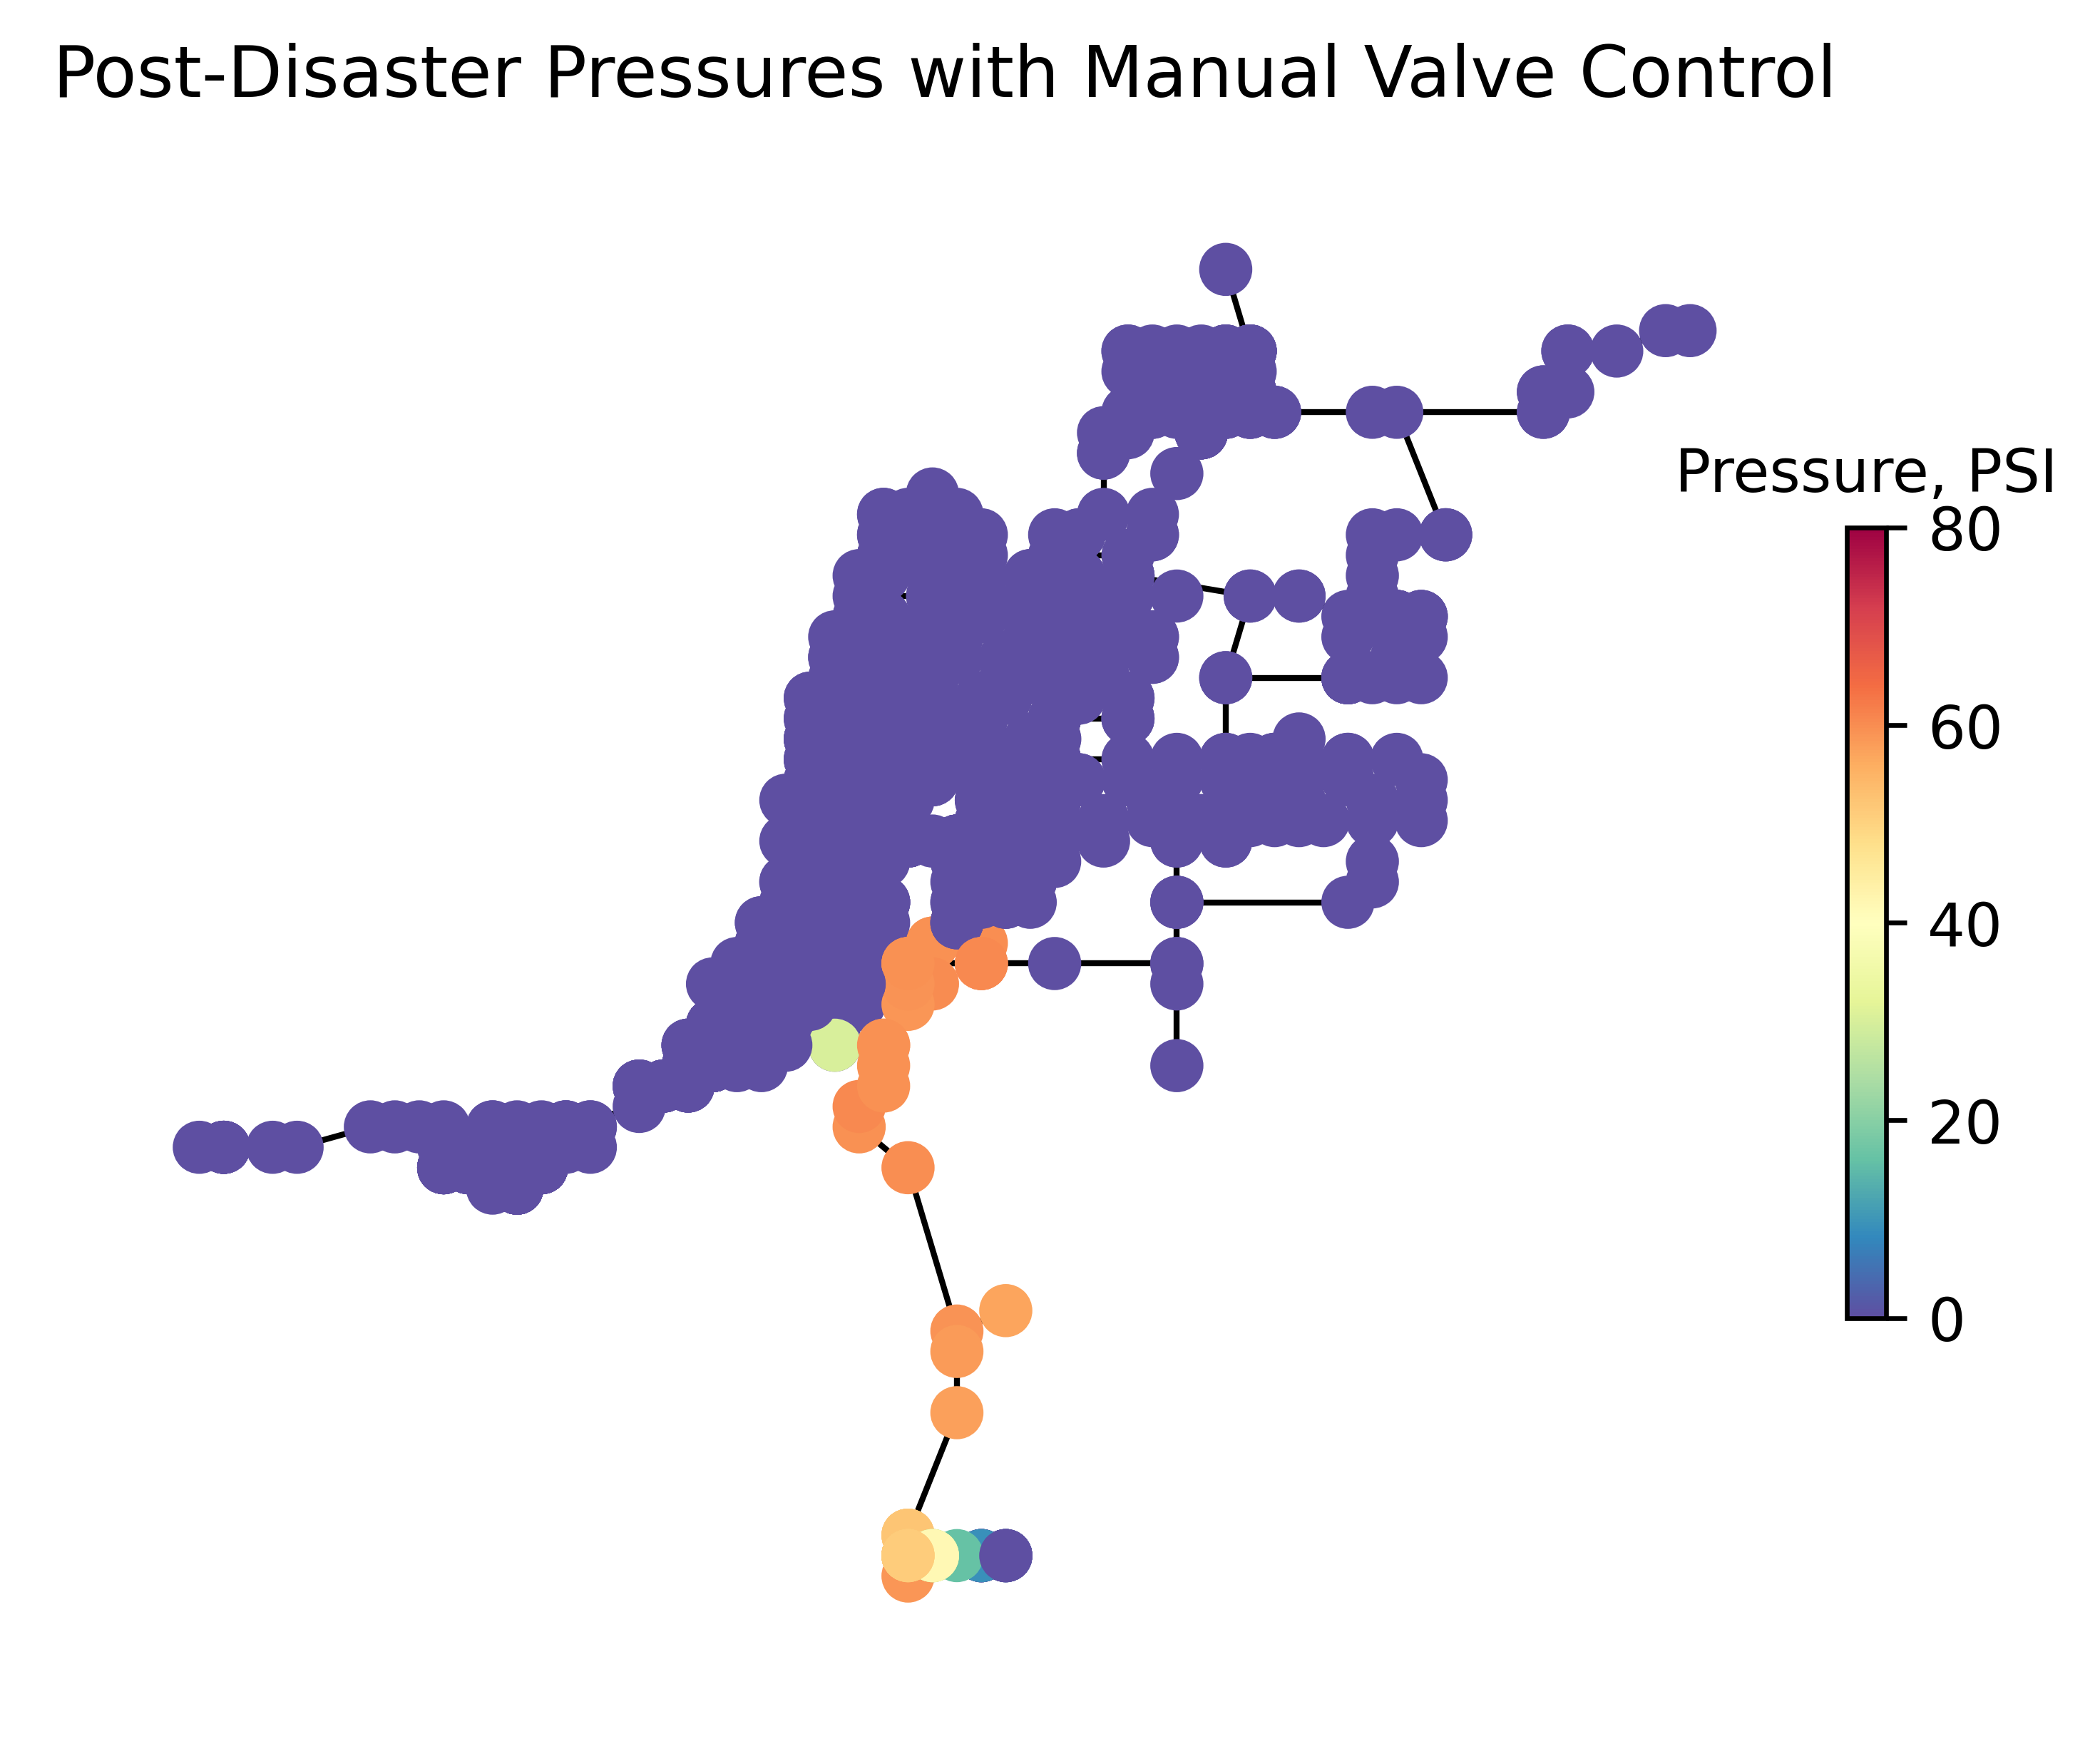 Post-Disaster Pressures with Manual Valve Control
Pressure, PSI
80
60
40
20
0